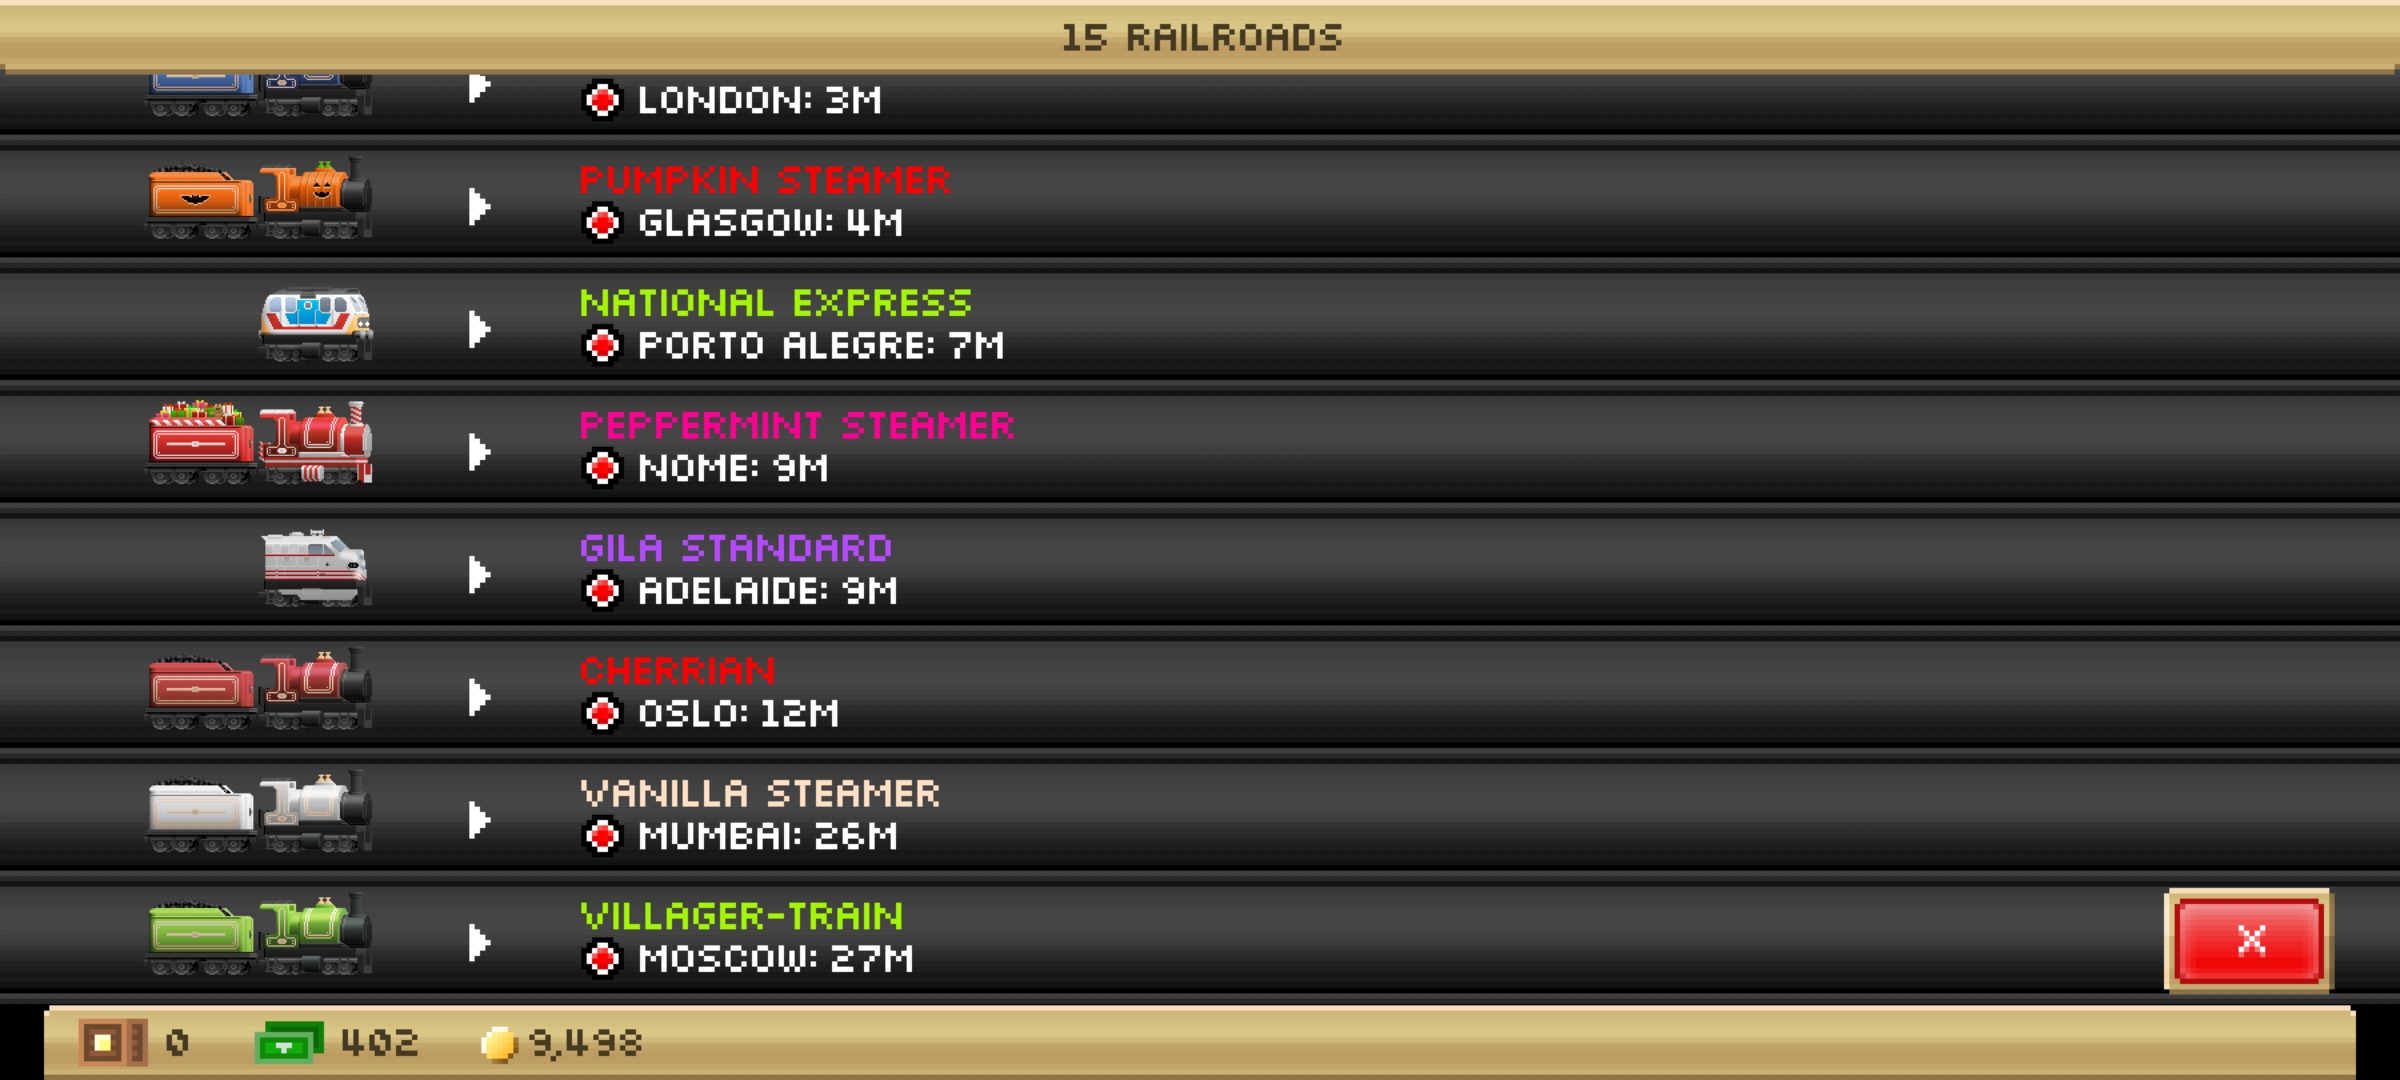 15 RAILROADS
LONDON: 3M
PUMPKIN STEAMER
GLASGOW: 4M
NATIONAL EXPRESS
PORTO ALEGRE: 7M
PEPPERMINT STEAMER
NOME: 9M
GILA STANDARD
ADELAIDE: 9M
CHERRIAN
OSLO: 12M
VANILLA STEAMER
MUMBAI: 26M
VILLAGER-TRAIN
MOSCOW: 27M
X
0 402 9,498